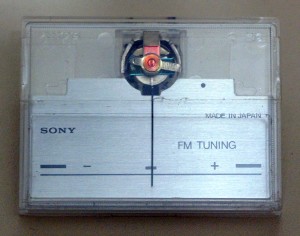 MADE IN JAPAN
SONY
FM TUNING
− − +